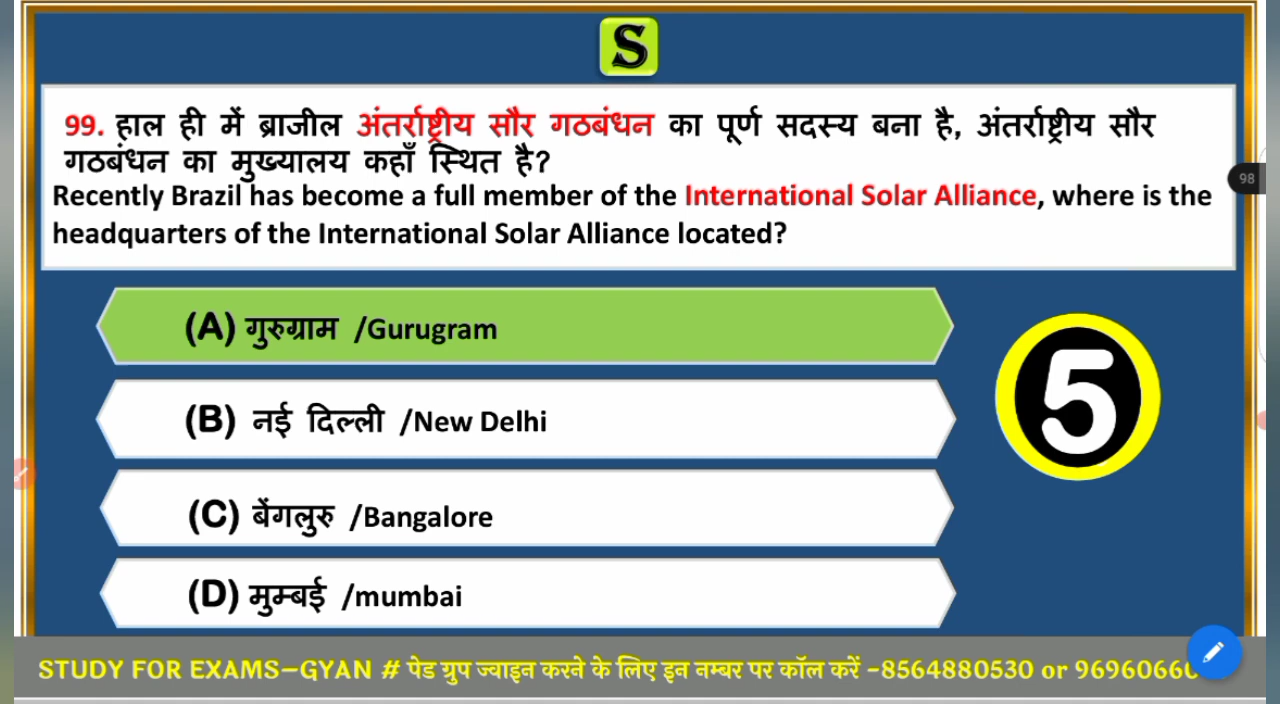 S
99. हाल ही में ब्राजील अंतर्राष्ट्रीय सौर गठबंधन का पूर्ण सदस्य बना है, अंतर्राष्ट्रीय सौर
गठबंधन का मुख्यालय कहाँ स्थित है?
Recently Brazil has become a full member of the International Solar Alliance, where is the
headquarters of the International Solar Alliance located?
98
(A) गुरुग्राम /Gurugram
(B) नई दिल्ली /New Delhi
5
(C) बेंगलुरु /Bangalore
(D) मुम्बई /mumbai
STUDY FOR EXAMS-GYAN # पेड ग्रुप ज्वाइन करने के लिए इन नम्बर पर कॉल करें -8564880530 or